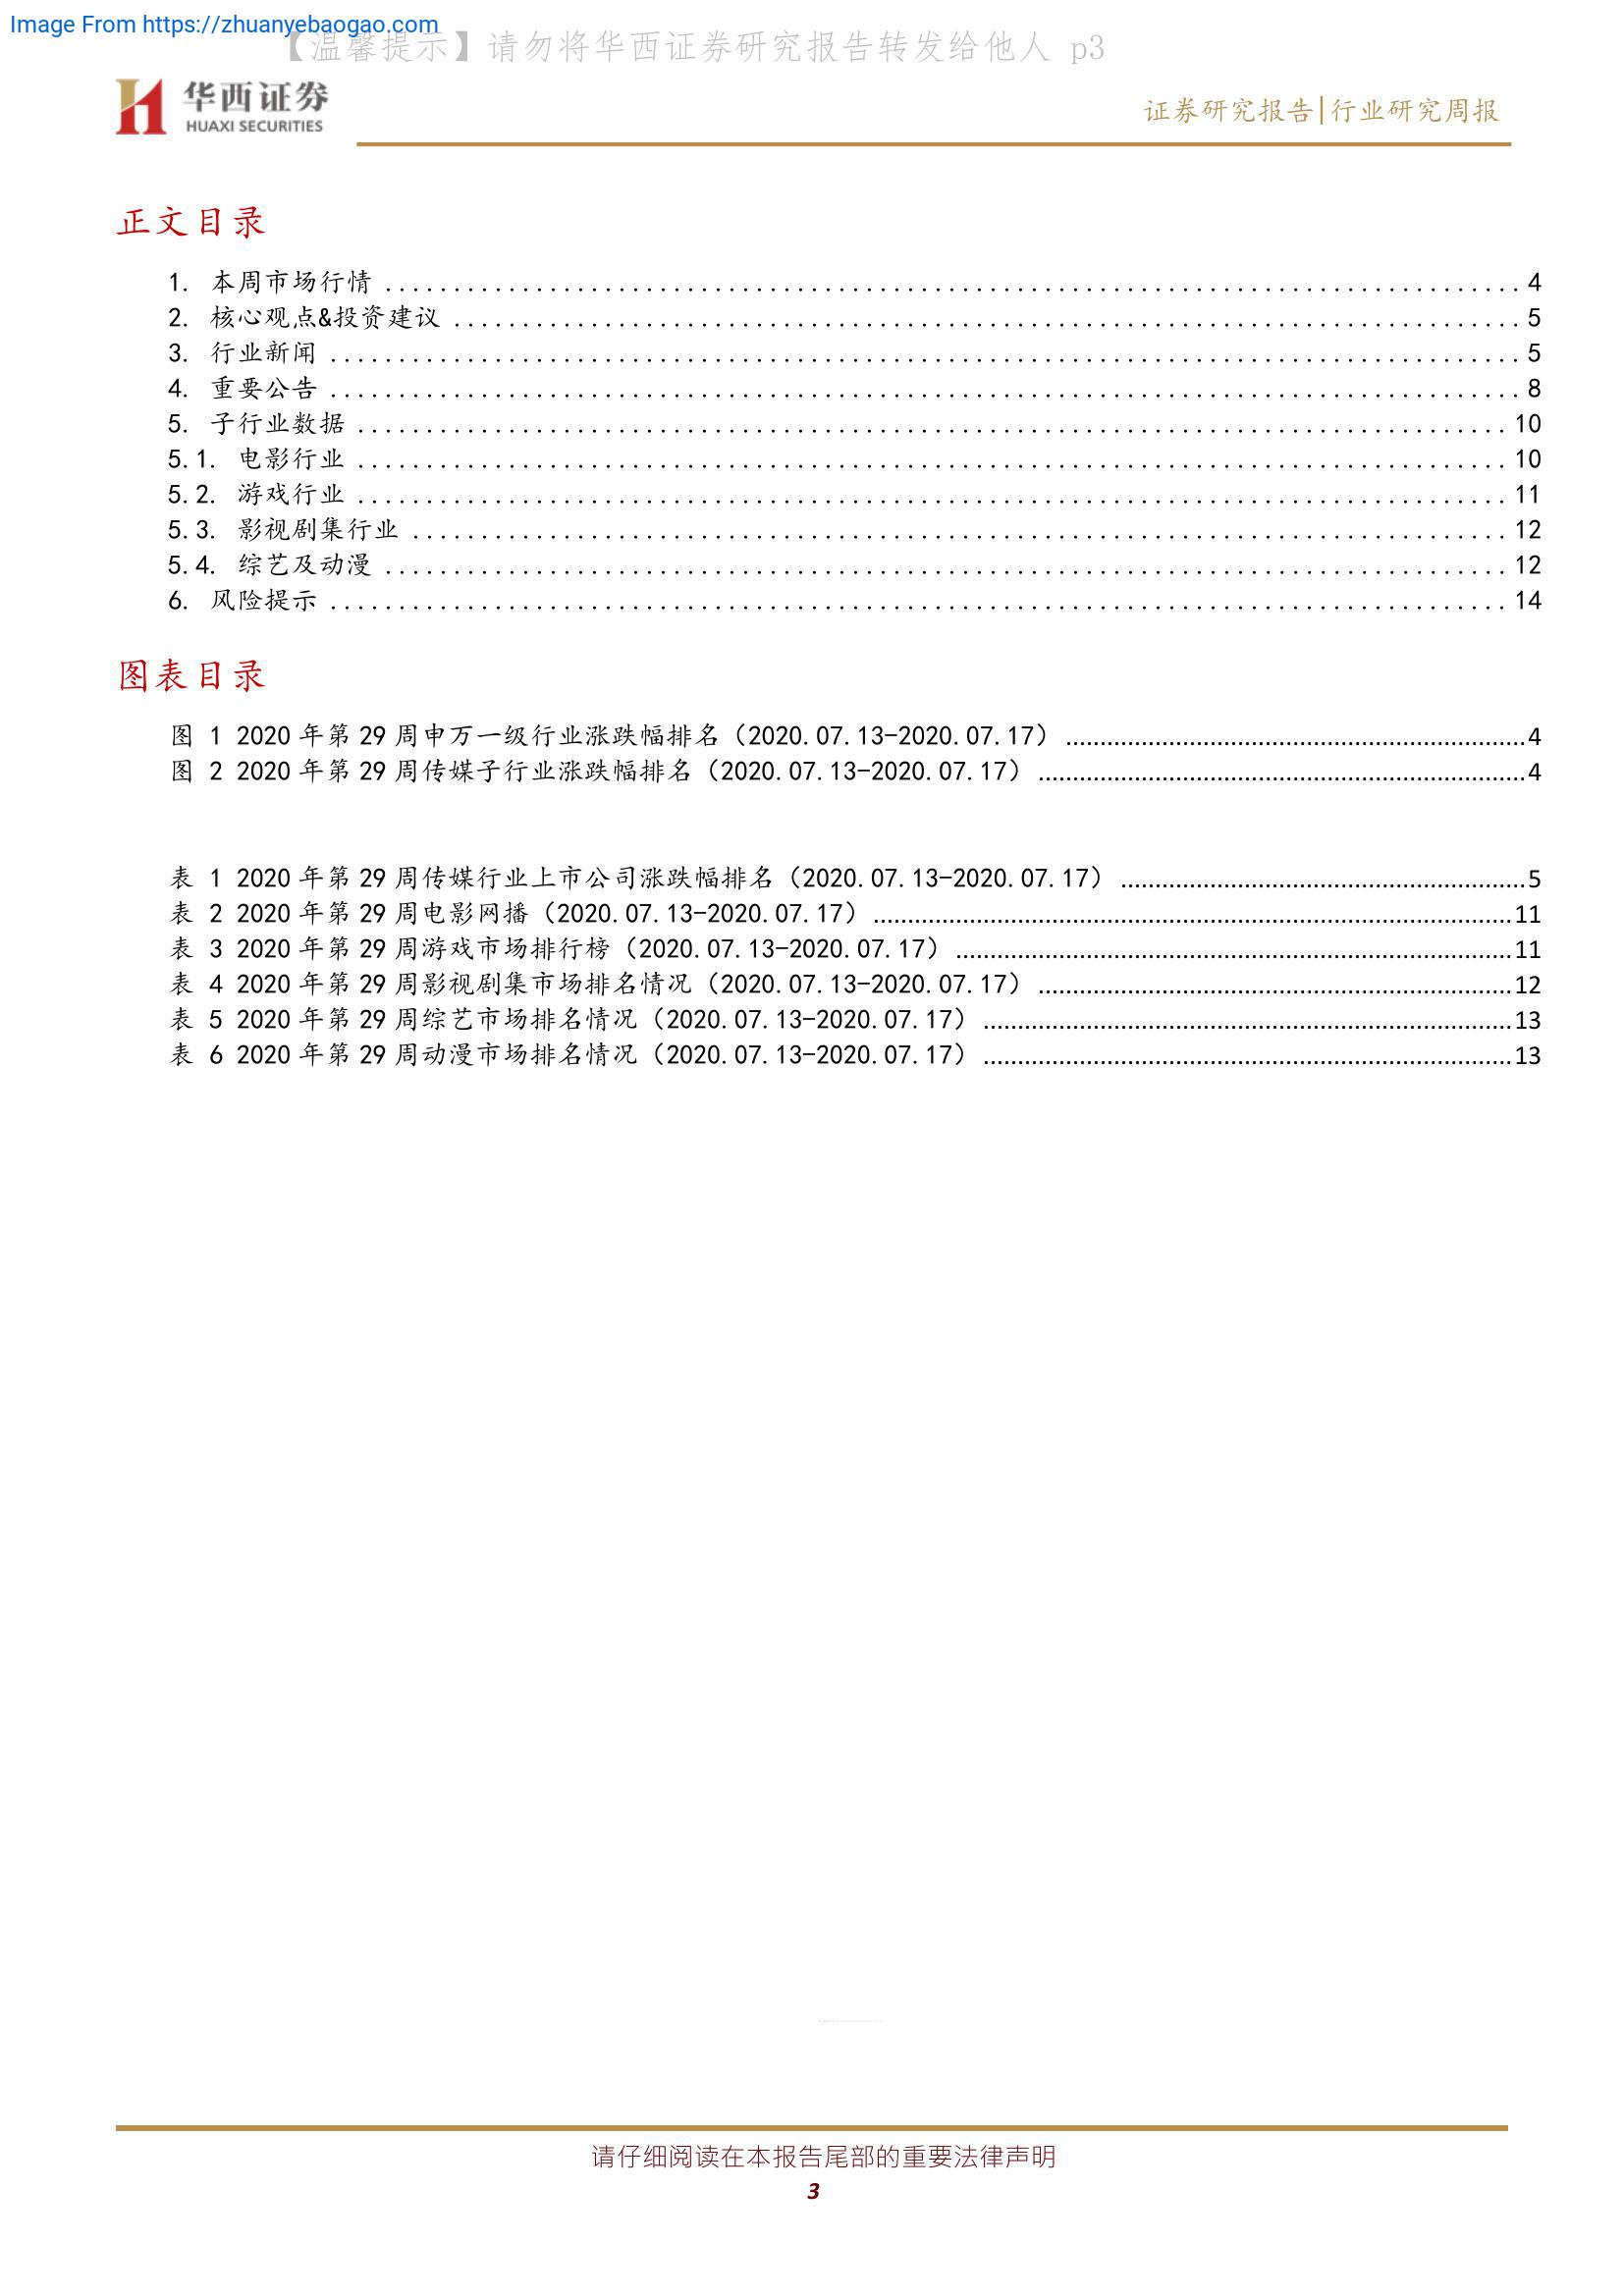 Image From https://zhuanyebaogao.com
【温馨提示】请勿将华西证券研究报告转发给他人 p3
华西证券
HUAXI SECURITIES
证券研究报告|行业研究周报
正文目录
1. 本周市场行情 .......... 4
2. 核心观点&投资建议 .......... 5
3. 行业新闻 .......... 5
4. 重要公告 .......... 8
5. 子行业数据 .......... 10
5.1. 电影行业 .......... 10
5.2. 游戏行业 .......... 11
5.3. 影视剧集行业 .......... 12
5.4. 综艺及动漫 .......... 12
6. 风险提示 .......... 14
图表目录
图 1 2020 年第 29 周申万一级行业涨跌幅排名（2020.07.13-2020.07.17） .......... 4
图 2 2020 年第 29 周传媒子行业涨跌幅排名（2020.07.13-2020.07.17） .......... 4
表 1 2020 年第 29 周传媒行业上市公司涨跌幅排名（2020.07.13-2020.07.17） .......... 5
表 2 2020 年第 29 周电影网播（2020.07.13-2020.07.17） .......... 11
表 3 2020 年第 29 周游戏市场排行榜（2020.07.13-2020.07.17） .......... 11
表 4 2020 年第 29 周影视剧集市场排名情况（2020.07.13-2020.07.17） .......... 12
表 5 2020 年第 29 周综艺市场排名情况（2020.07.13-2020.07.17） .......... 13
表 6 2020 年第 29 周动漫市场排名情况（2020.07.13-2020.07.17） .......... 13
请仔细阅读在本报告尾部的重要法律声明
3